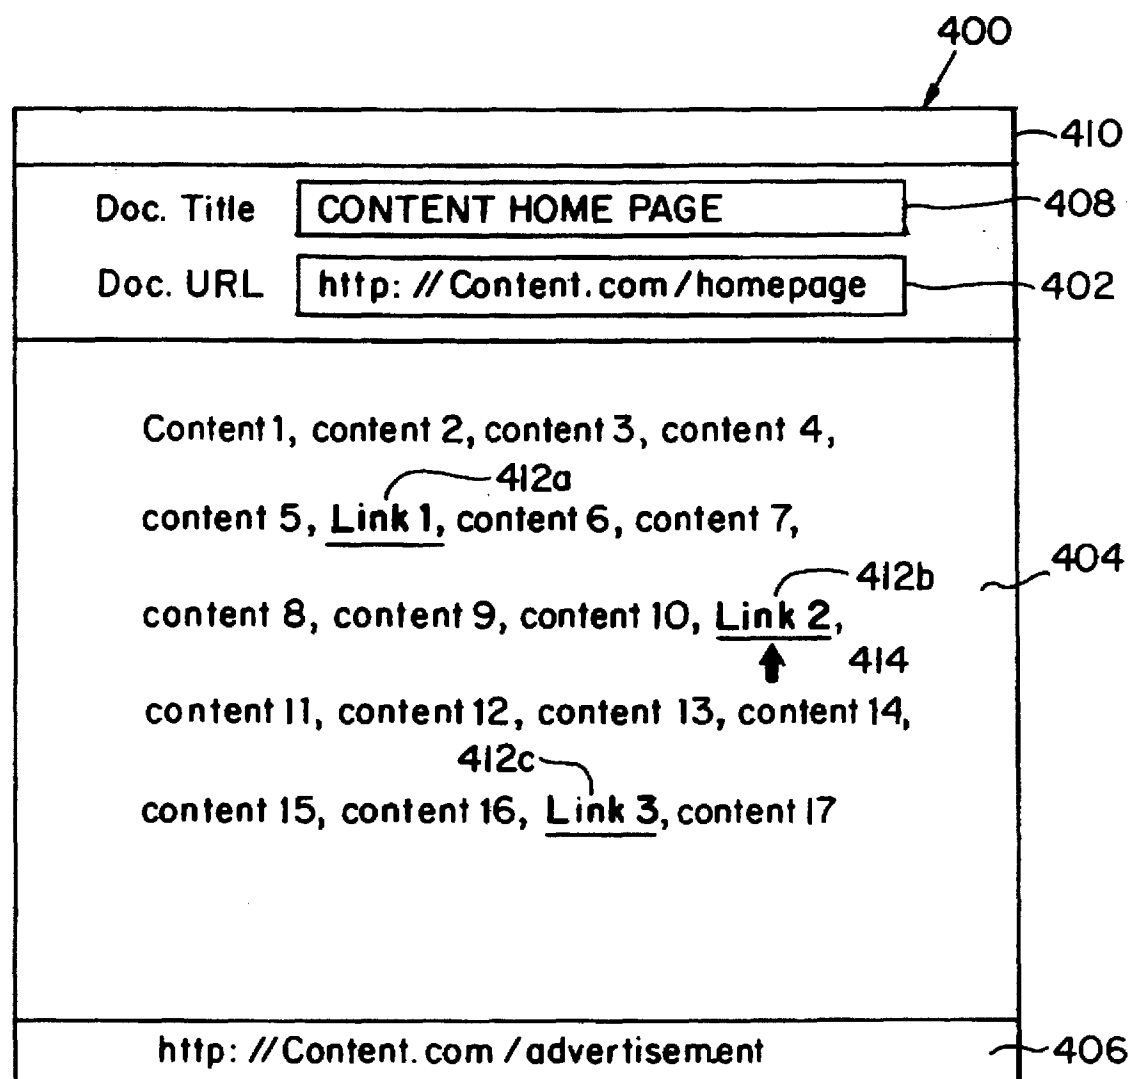 400
410
Doc. Title CONTENT HOME PAGE 408
Doc. URL http: //Content.com/homepage 402
Content 1, content 2, content 3, content 4,
412a
content 5, Link 1, content 6, content 7,
404
412b
content 8, content 9, content 10, Link 2,
414
content 11, content 12, content 13, content 14,
412c
content 15, content 16, Link 3, content 17
http: //Content.com/advertisement 406